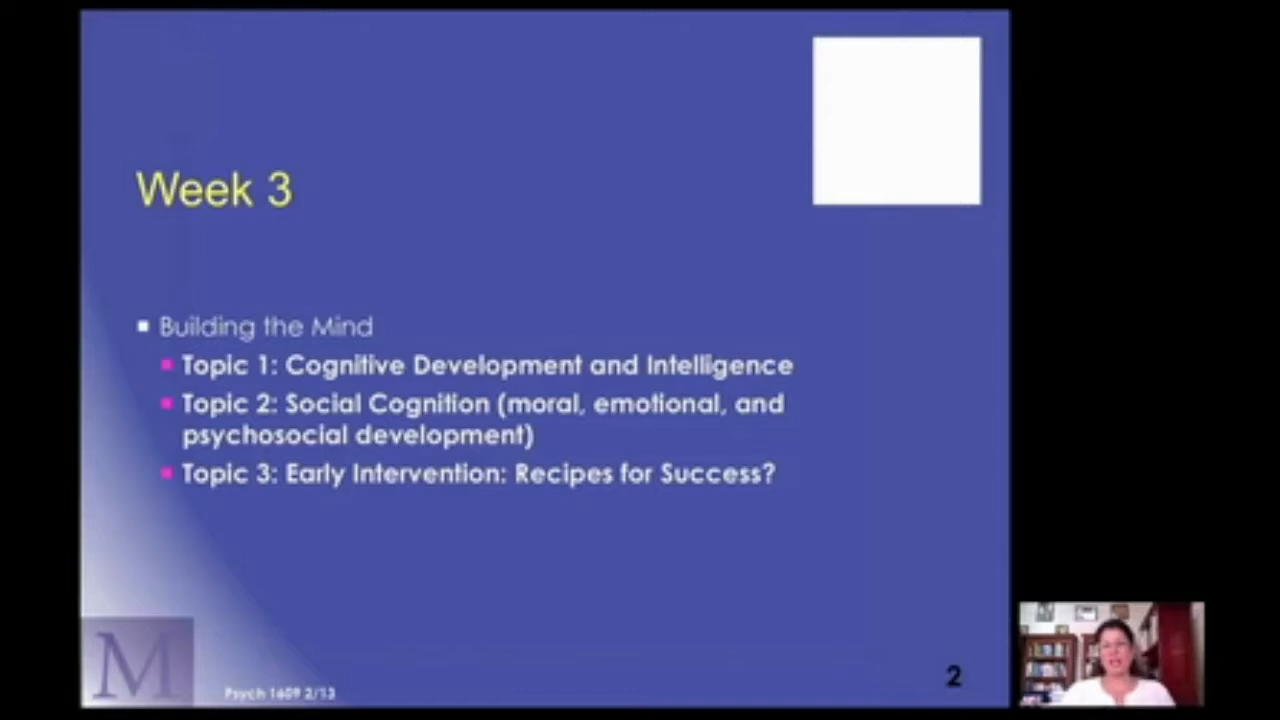 Week 3
Building the Mind
Topic 1: Cognitive Development and Intelligence
Topic 2: Social Cognition (moral, emotional, and
psychosocial development)
Topic 3: Early Intervention: Recipes for Success?
M
Psych 1609 2/13
2